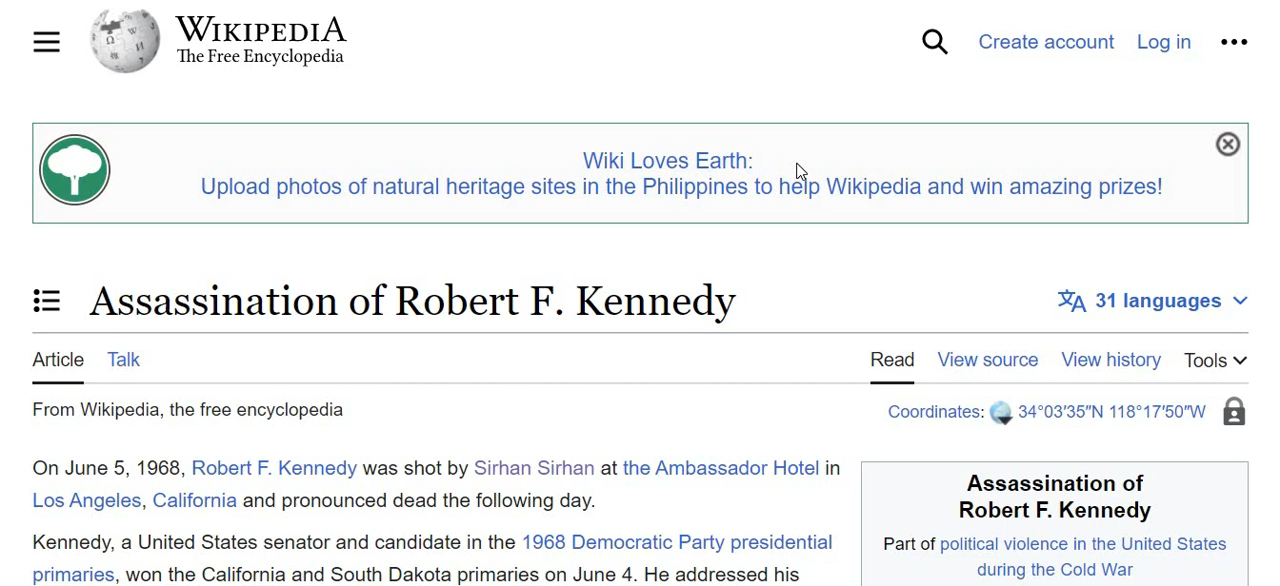 WIKIPEDIA
The Free Encyclopedia
Create account Log in
Wiki Loves Earth:
Upload photos of natural heritage sites in the Philippines to help Wikipedia and win amazing prizes!
Assassination of Robert F. Kennedy
31 languages
Article Talk Read View source View history Tools
From Wikipedia, the free encyclopedia
Coordinates: 34°03′35″N 118°17′50″W
On June 5, 1968, Robert F. Kennedy was shot by Sirhan Sirhan at the Ambassador Hotel in
Los Angeles, California and pronounced dead the following day.
Kennedy, a United States senator and candidate in the 1968 Democratic Party presidential
primaries, won the California and South Dakota primaries on June 4. He addressed his
Assassination of
Robert F. Kennedy
Part of political violence in the United States
during the Cold War